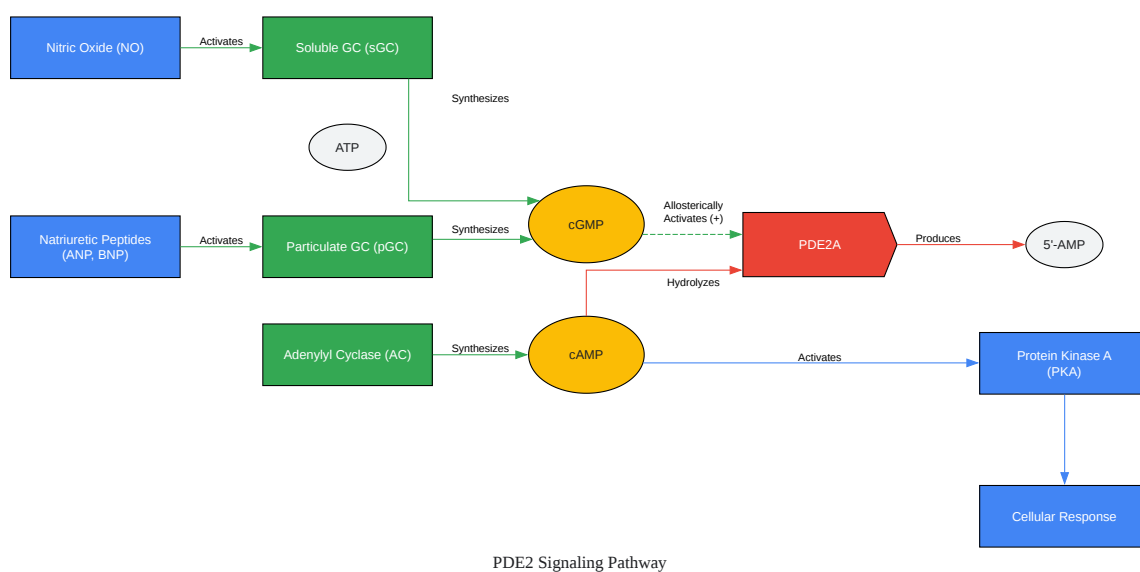 Nitric Oxide (NO)
Activates
Soluble GC (sGC)
Synthesizes
ATP
Natriuretic Peptides
(ANP, BNP)
Activates
Particulate GC (pGC)
Synthesizes
cGMP
Allosterically
Activates (+)
PDE2A
Produces
5'-AMP
Hydrolyzes
Adenylyl Cyclase (AC)
Synthesizes
cAMP
Activates
Protein Kinase A
(PKA)
Cellular Response
PDE2 Signaling Pathway